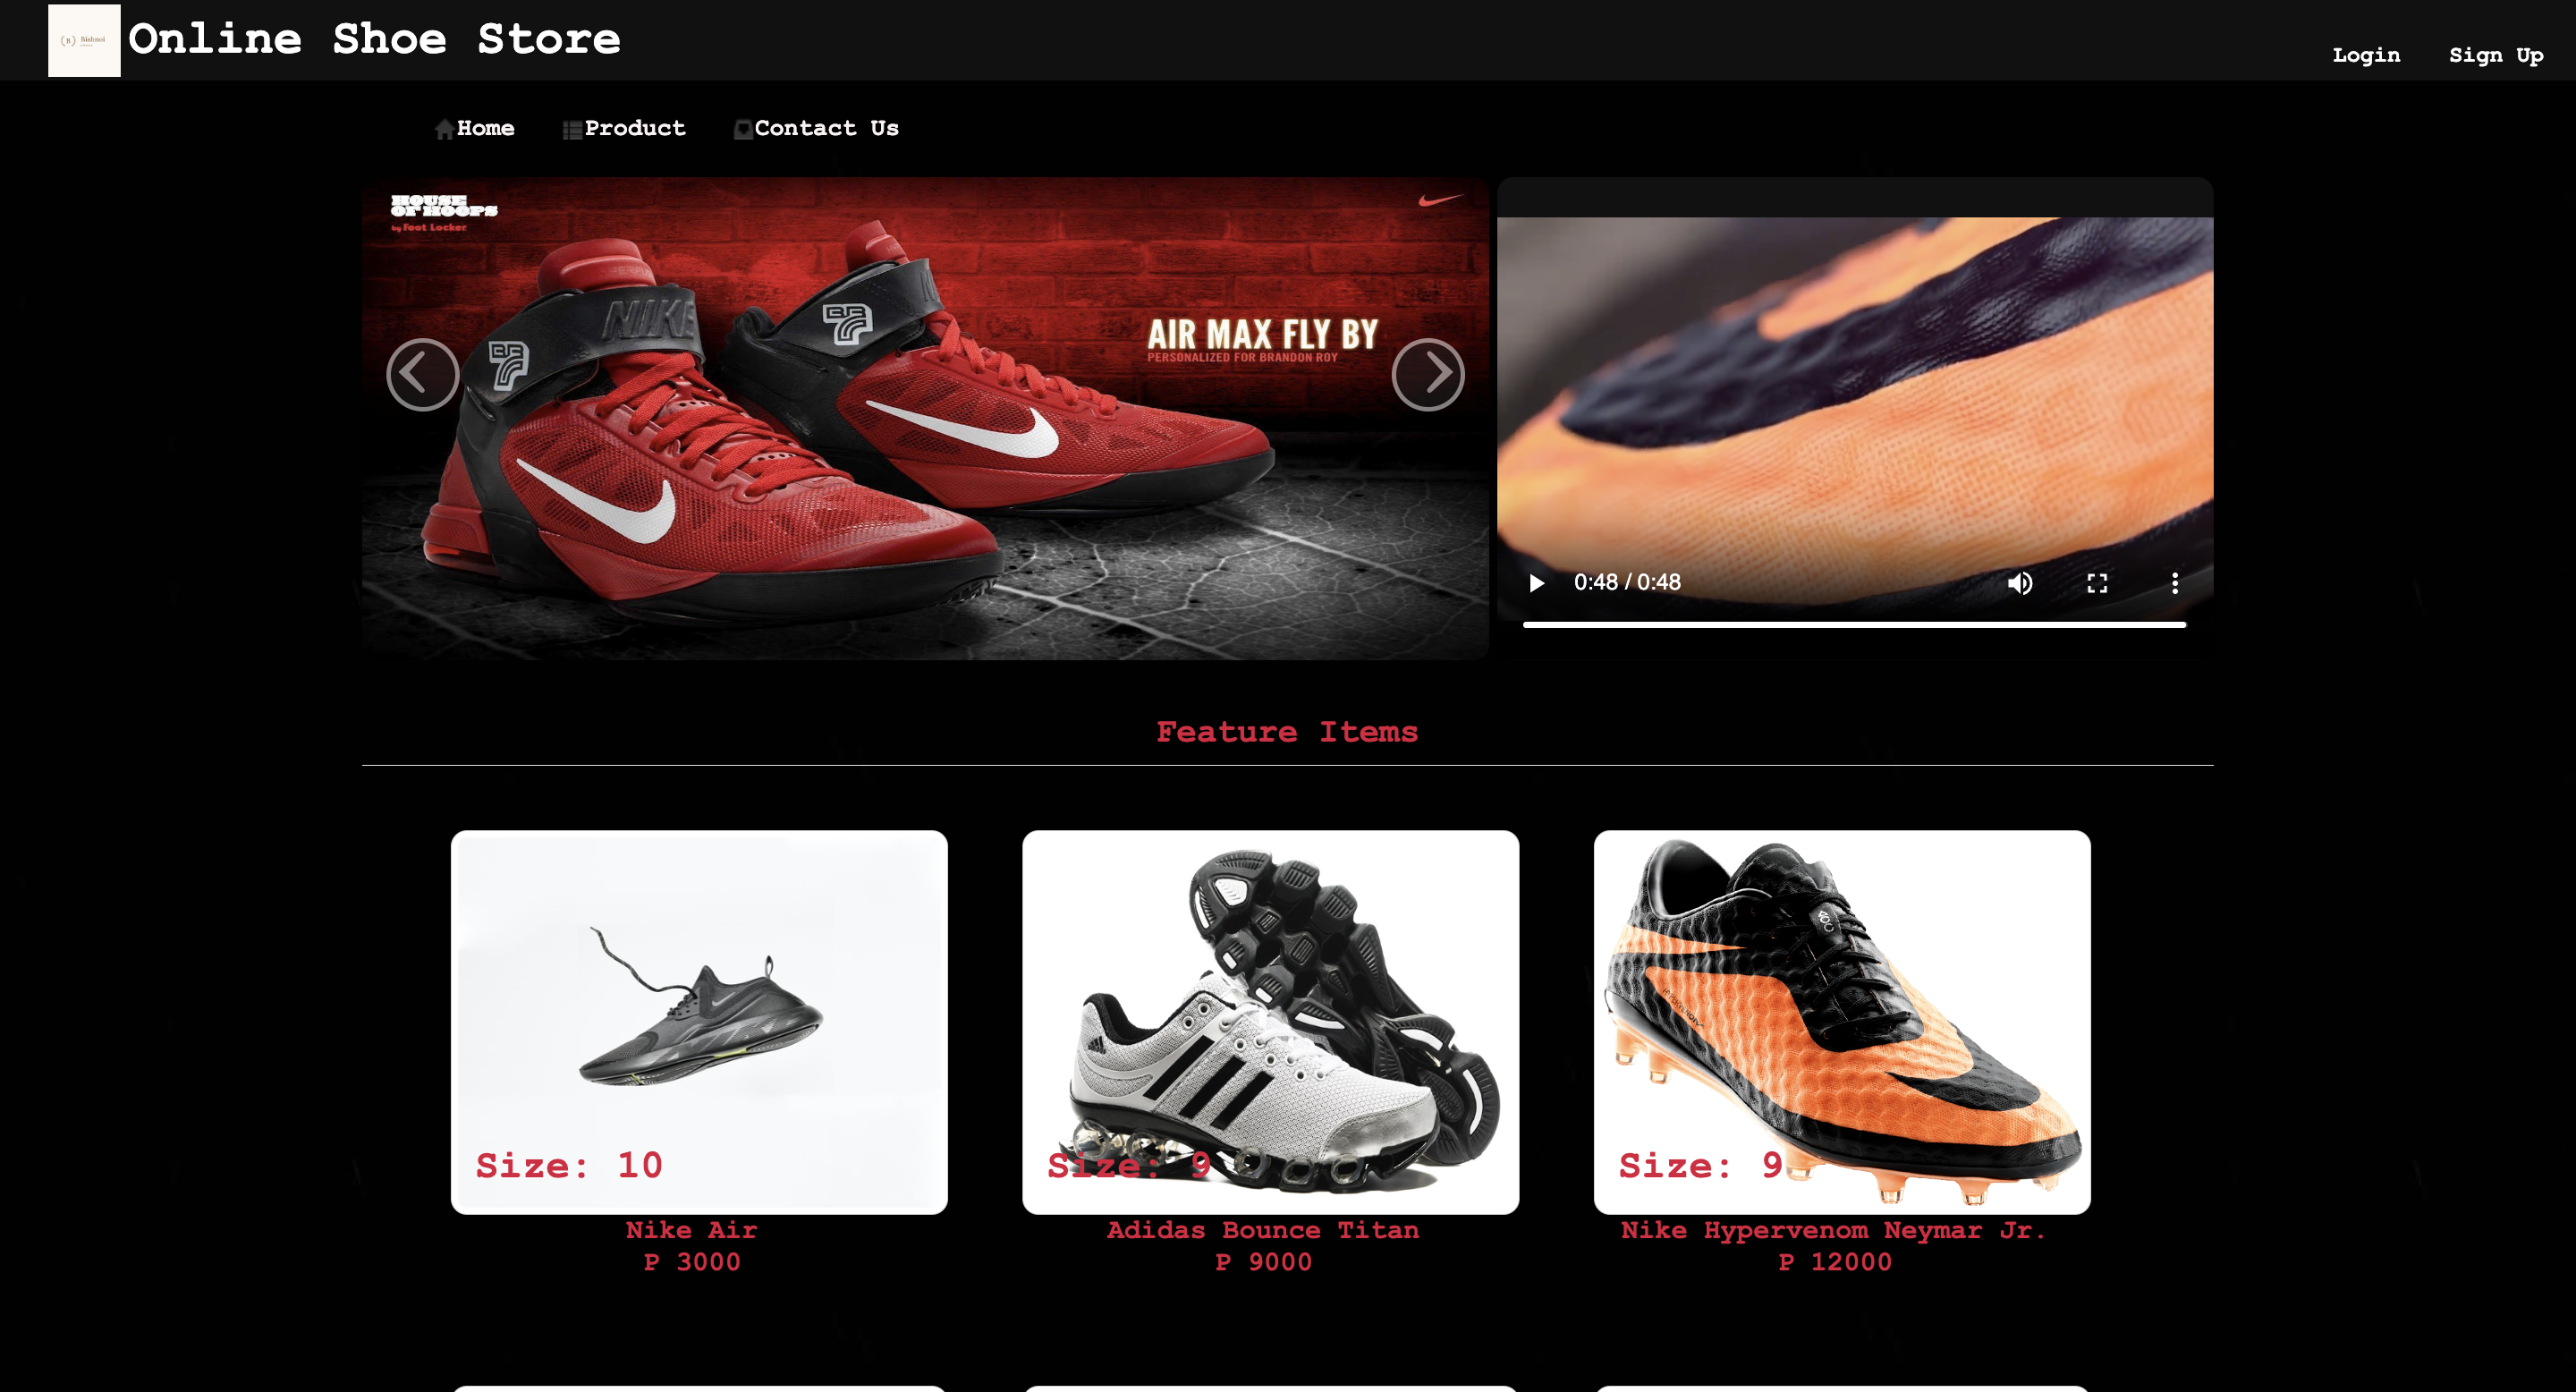 Bishnoi
Online Shoe Store
Login
Sign Up
Home
Product
Contact Us
HOUSE
OF HOOPS
by Foot Locker
NIKE
AIR MAX FLY BY
PERSONALIZED FOR BRANDON ROY
0:48 / 0:48
Feature Items
Size: 10
Size: 9
Size: 9
Nike Air
P 3000
Adidas Bounce Titan
P 9000
Nike Hypervenom Neymar Jr.
P 12000